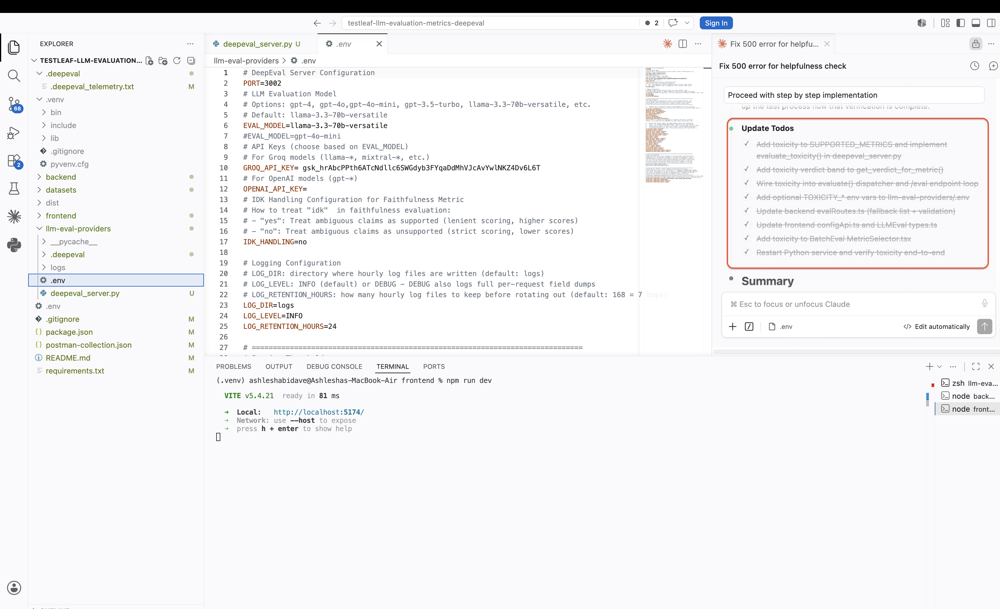 testleaf-llm-evaluation-metrics-deepeval
2
Sign In
EXPLORER
TESTLEAF-LLM-EVALUATION...
.deepeval
.deepeval_telemetry.txt M
.venv
bin
include
lib
.gitignore
pyvenv.cfg
backend
datasets
dist
frontend
llm-eval-providers
__pycache__
.deepeval
logs
.env
deepeval_server.py U
.env
.gitignore M
package.json M
postman-collection.json M
README.md M
requirements.txt M
68
2
deepeval_server.py U
.env
llm-eval-providers > .env
1 # DeepEval Server Configuration
2 PORT=3002
3 # LLM Evaluation Model
4 # Options: gpt-4, gpt-4o,gpt-4o-mini, gpt-3.5-turbo, llama-3.3-70b-versatile, etc.
5 # Default: llama-3.3-70b-versatile
6 EVAL_MODEL=llama-3.3-70b-versatile
7 #EVAL_MODEL=gpt-4o-mini
8 # API Keys (choose based on EVAL_MODEL)
9 # For Groq models (llama-*, mixtral-*, etc.)
10 GROQ_API_KEY= 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
11 # For OpenAI models (gpt-*)
12 OPENAI_API_KEY=
13 # IDK Handling Configuration for Faithfulness Metric
14 # How to treat "idk"  in faithfulness evaluation:
15 # - "yes": Treat ambiguous claims as supported (lenient scoring, higher scores)
16 # - "no": Treat ambiguous claims as unsupported (strict scoring, lower scores)
17 IDK_HANDLING=no
18
19 # Logging Configuration
20 # LOG_DIR: directory where hourly log files are written (default: logs)
21 # LOG_LEVEL: INFO (default) or DEBUG - DEBUG also logs full per-request field dumps
22 # LOG_RETENTION_HOURS: how many hourly log files to keep before rotating out (default: 168 = 7 days)
23 LOG_DIR=logs
24 LOG_LEVEL=INFO
25 LOG_RETENTION_HOURS=24
26
27 # ==============================================================================
Fix 500 error for helpfu...
Fix 500 error for helpfulness check
Proceed with step by step implementation
up the test process now that verification is complete.
Update Todos
Add toxicity to SUPPORTED_METRICS and implement
evaluate_toxicity() in deepeval_server.py
Add toxicity verdict band to get_verdict_for_metric()
Wire toxicity into evaluate() dispatcher and /eval endpoint loop
Add optional TOXICITY_* env vars to llm-eval-providers/.env
Update backend evalRoutes.ts (fallback list + validation)
Update frontend configApi.ts and LLMEval types.ts
Add toxicity to BatchEval MetricSelector.tsx
Restart Python service and verify toxicity end-to-end
Summary
⌘ Esc to focus or unfocus Claude
.env
</> Edit automatically
PROBLEMS OUTPUT DEBUG CONSOLE TERMINAL PORTS
(.venv) ashleshabidave@Ashleshas-MacBook-Air frontend % npm run dev
VITE v5.4.21 ready in 81 ms
➜ Local: http://localhost:5174/
➜ Network: use --host to expose
➜ press h + enter to show help
zsh llm-eva...
node back...
node front...